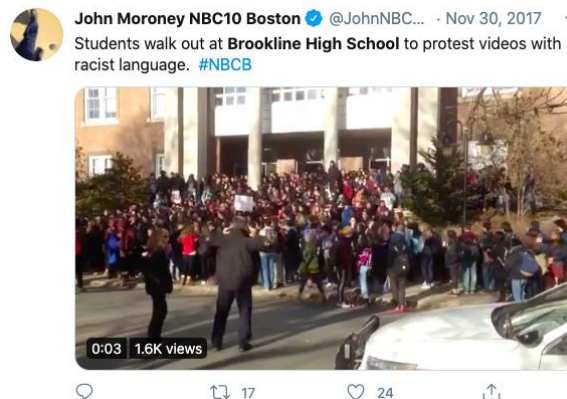 John Moroney NBC10 Boston @JohnNBC... · Nov 30, 2017
Students walk out at Brookline High School to protest videos with
racist language. #NBCB
0:03 1.6K views
17 24